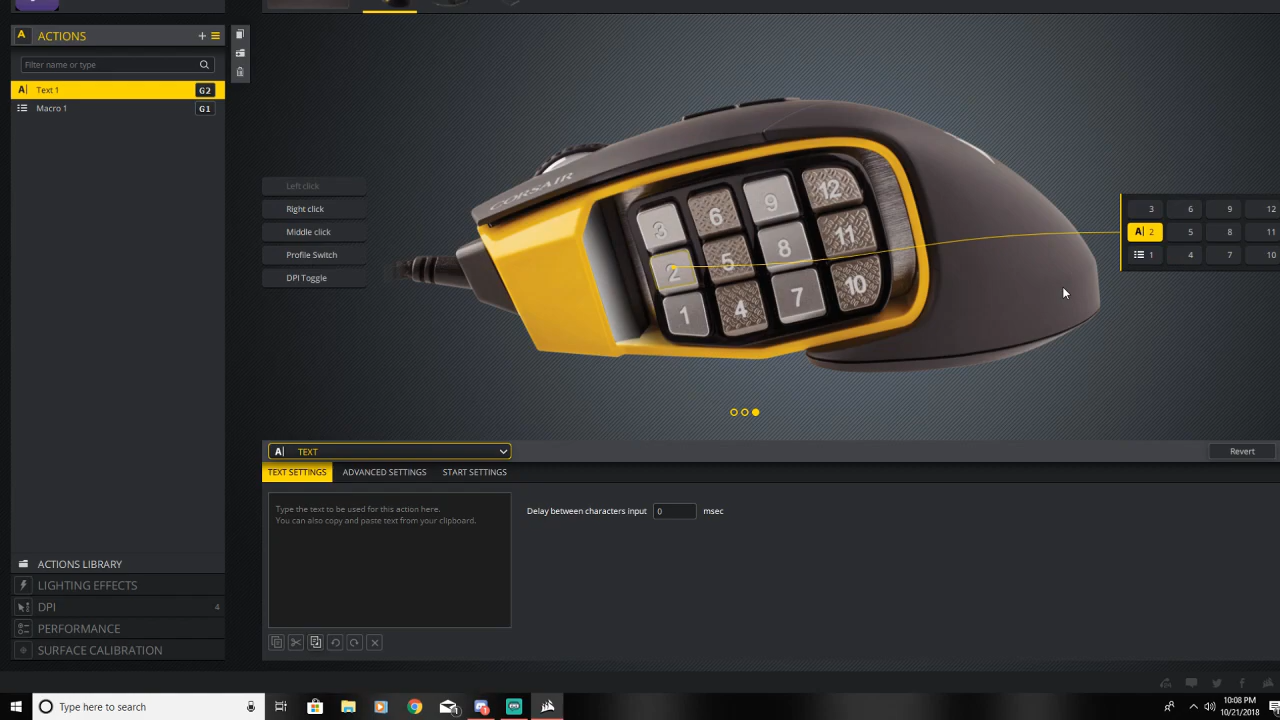 A ACTIONS +
Filter name or type
A Text 1 G2
Macro 1 G1
ACTIONS LIBRARY
LIGHTING EFFECTS
DPI 4
PERFORMANCE
SURFACE CALIBRATION
Left click
Right click
Middle click
Profile Switch
DPI Toggle
CORSAIR
3 6 9 12
2 5 8 11
1 4 7 10
3 6 9 12
A 2 5 8 11
1 4 7 10
A TEXT
Revert
TEXT SETTINGS ADVANCED SETTINGS START SETTINGS
Type the text to be used for this action here.
You can also copy and paste text from your clipboard.
Delay between characters input 0 msec
Type here to search
1
1
10:08 PM
10/21/2018